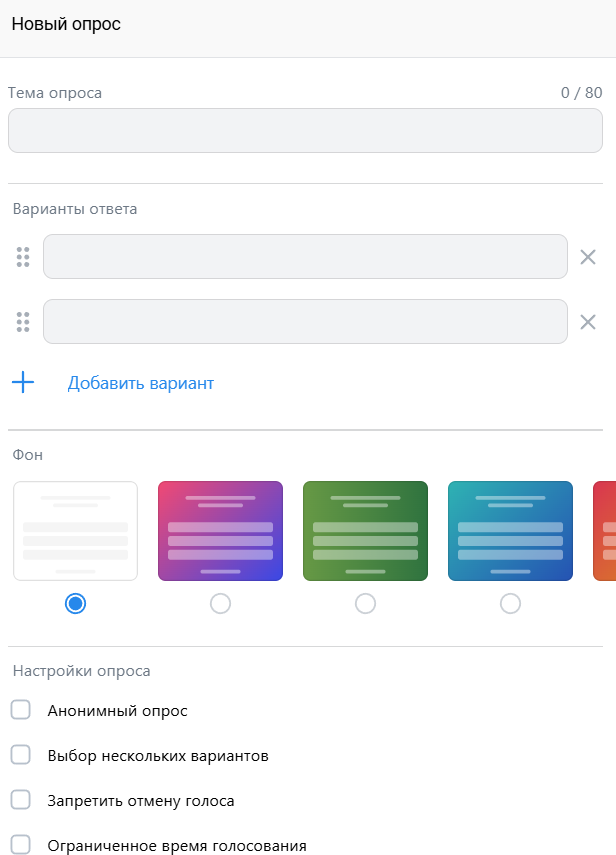 Новый опрос
Тема опроса 0 / 80
Варианты ответа
Добавить вариант
Фон
Настройки опроса
Анонимный опрос
Выбор нескольких вариантов
Запретить отмену голоса
Ограниченное время голосования